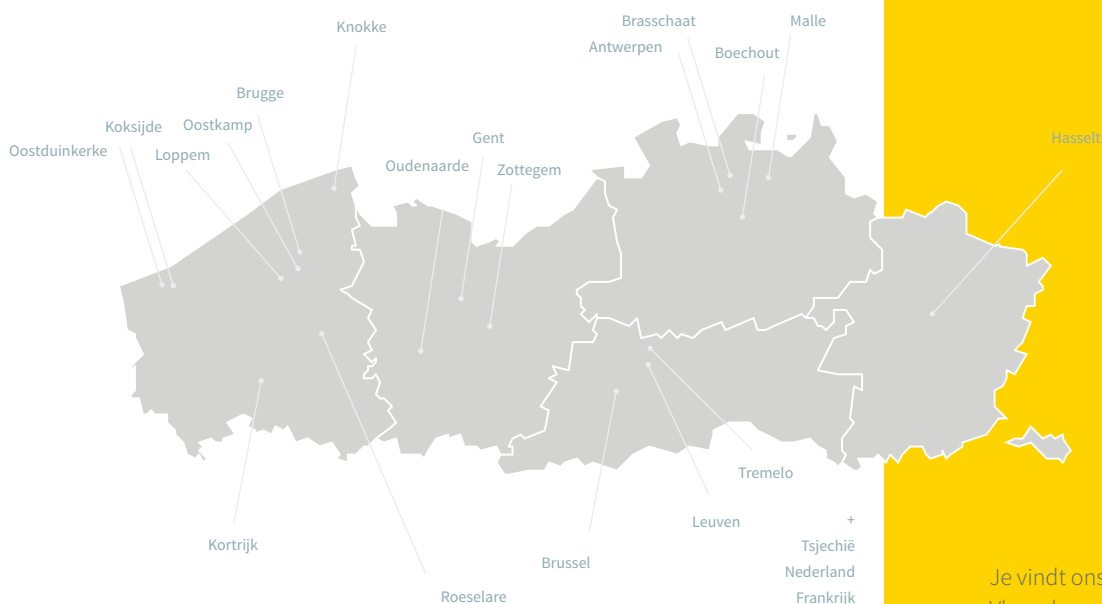 Knokke
Brasschaat
Malle
Antwerpen
Boechout
Brugge
Koksijde
Oostkamp
Oostduinkerke
Loppem
Gent
Oudenaarde
Zottegem
Hasselt
Tremelo
Leuven
Kortrijk
Brussel
Roeselare
+
Tsjechië
Nederland
Frankrijk
Je vindt ons